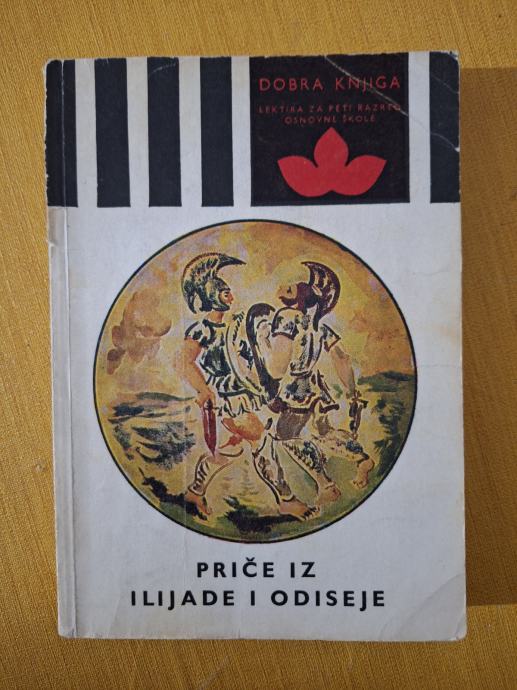 DOBRA KNJIGA
LEKTIRA ZA PETI RAZRED
OSNOVNE ŠKOLE
PRIČE IZ
ILIJADE I ODISEJE